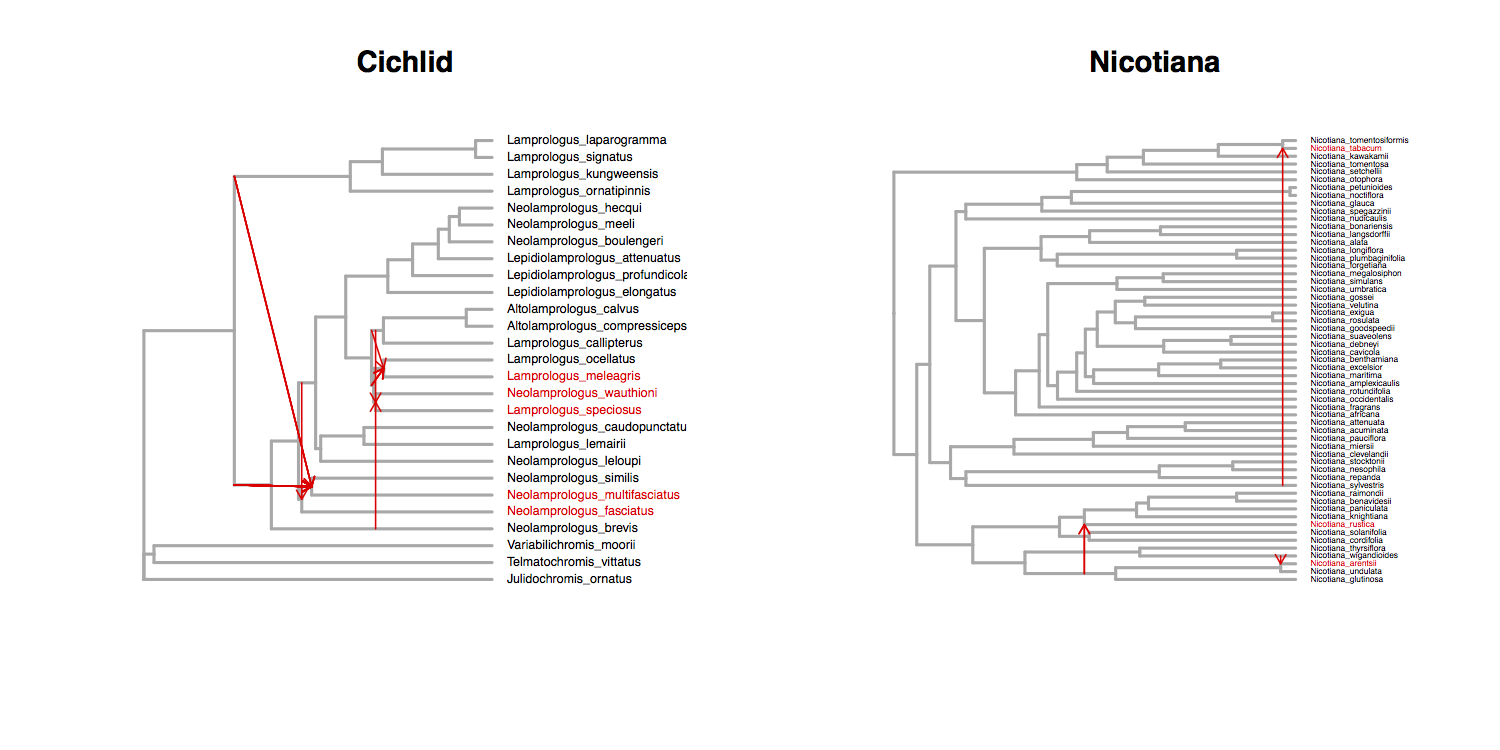 Cichlid
Lamprologus_laparogramma
Lamprologus_signatus
Lamprologus_kungweensis
Lamprologus_ornatipinnis
Neolamprologus_hecqui
Neolamprologus_meeli
Neolamprologus_boulengeri
Lepidiolamprologus_attenuatus
Lepidiolamprologus_profundicola
Lepidiolamprologus_elongatus
Altolamprologus_calvus
Altolamprologus_compressiceps
Lamprologus_callipterus
Lamprologus_ocellatus
Lamprologus_meleagris
Neolamprologus_wauthioni
Lamprologus_speciosus
Neolamprologus_caudopunctatu
Lamprologus_lemairii
Neolamprologus_leloupi
Neolamprologus_similis
Neolamprologus_multifasciatus
Neolamprologus_fasciatus
Neolamprologus_brevis
Variabilichromis_moorii
Telmatochromis_vittatus
Julidochromis_ornatus
Nicotiana
Nicotiana_tomentosiformis
Nicotiana_tabacum
Nicotiana_kawakamii
Nicotiana_tomentosa
Nicotiana_setchellii
Nicotiana_otophora
Nicotiana_petunioides
Nicotiana_noctiflora
Nicotiana_glauca
Nicotiana_spegazzinii
Nicotiana_nudicaulis
Nicotiana_bonariensis
Nicotiana_langsdorffii
Nicotiana_alata
Nicotiana_longiflora
Nicotiana_plumbaginifolia
Nicotiana_forgetiana
Nicotiana_megalosiphon
Nicotiana_simulans
Nicotiana_umbratica
Nicotiana_gossei
Nicotiana_velutina
Nicotiana_exigua
Nicotiana_rosulata
Nicotiana_goodspeedii
Nicotiana_suaveolens
Nicotiana_debneyi
Nicotiana_cavicola
Nicotiana_benthamiana
Nicotiana_excelsior
Nicotiana_maritima
Nicotiana_amplexicaulis
Nicotiana_rotundifolia
Nicotiana_occidentalis
Nicotiana_fragrans
Nicotiana_africana
Nicotiana_attenuata
Nicotiana_acuminata
Nicotiana_pauciflora
Nicotiana_miersii
Nicotiana_clevelandii
Nicotiana_stocktonii
Nicotiana_nesophila
Nicotiana_repanda
Nicotiana_sylvestris
Nicotiana_raimondii
Nicotiana_benavidesii
Nicotiana_paniculata
Nicotiana_knightiana
Nicotiana_rustica
Nicotiana_solanifolia
Nicotiana_cordifolia
Nicotiana_thyrsiflora
Nicotiana_wigandioides
Nicotiana_arentsii
Nicotiana_undulata
Nicotiana_glutinosa